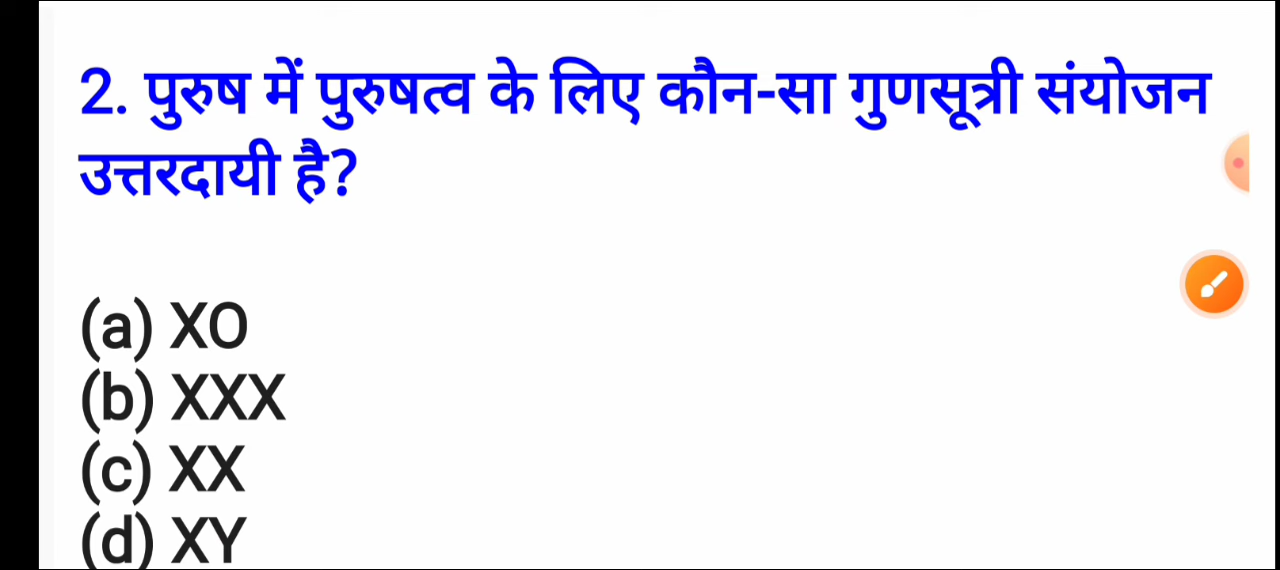 2. पुरुष में पुरुषत्व के लिए कौन-सा गुणसूत्री संयोजन
उत्तरदायी है?
(a) XO
(b) XXX
(c) XX
(d) XY